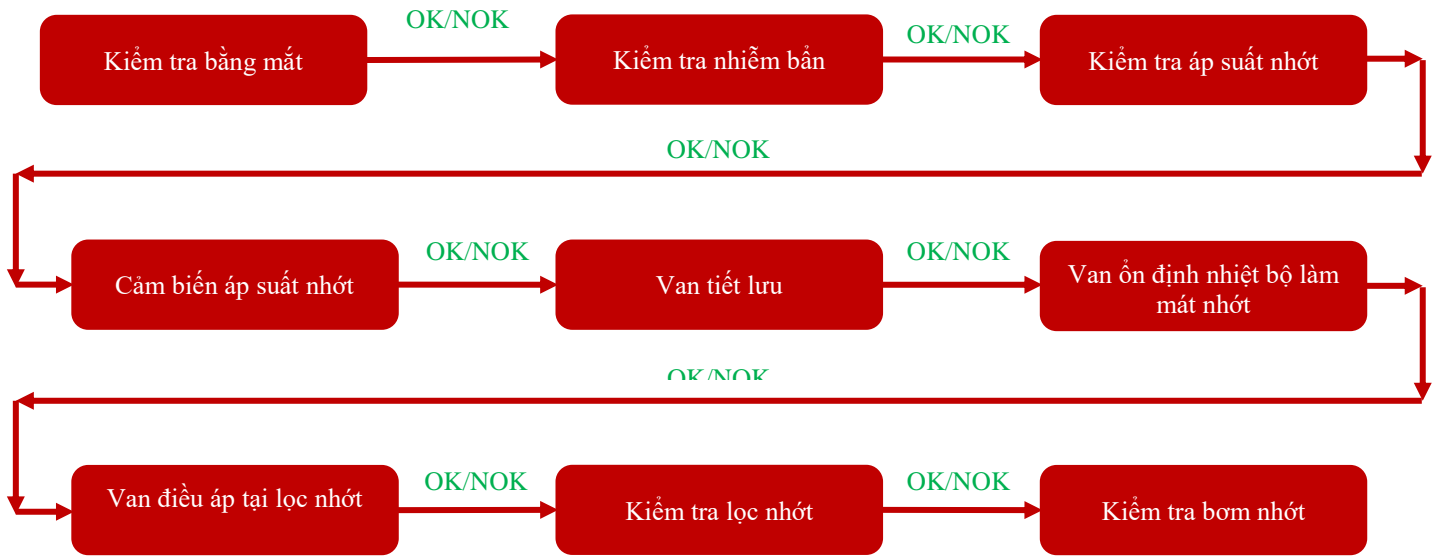 OK/NOK
OK/NOK
Kiểm tra bằng mắt
Kiểm tra nhiễm bẩn
Kiểm tra áp suất nhớt
OK/NOK
Cảm biến áp suất nhớt
OK/NOK
Van tiết lưu
OK/NOK
Van ổn định nhiệt bộ làm
mát nhớt
OK/NOK
Van điều áp tại lọc nhớt
OK/NOK
Kiểm tra lọc nhớt
OK/NOK
Kiểm tra bơm nhớt